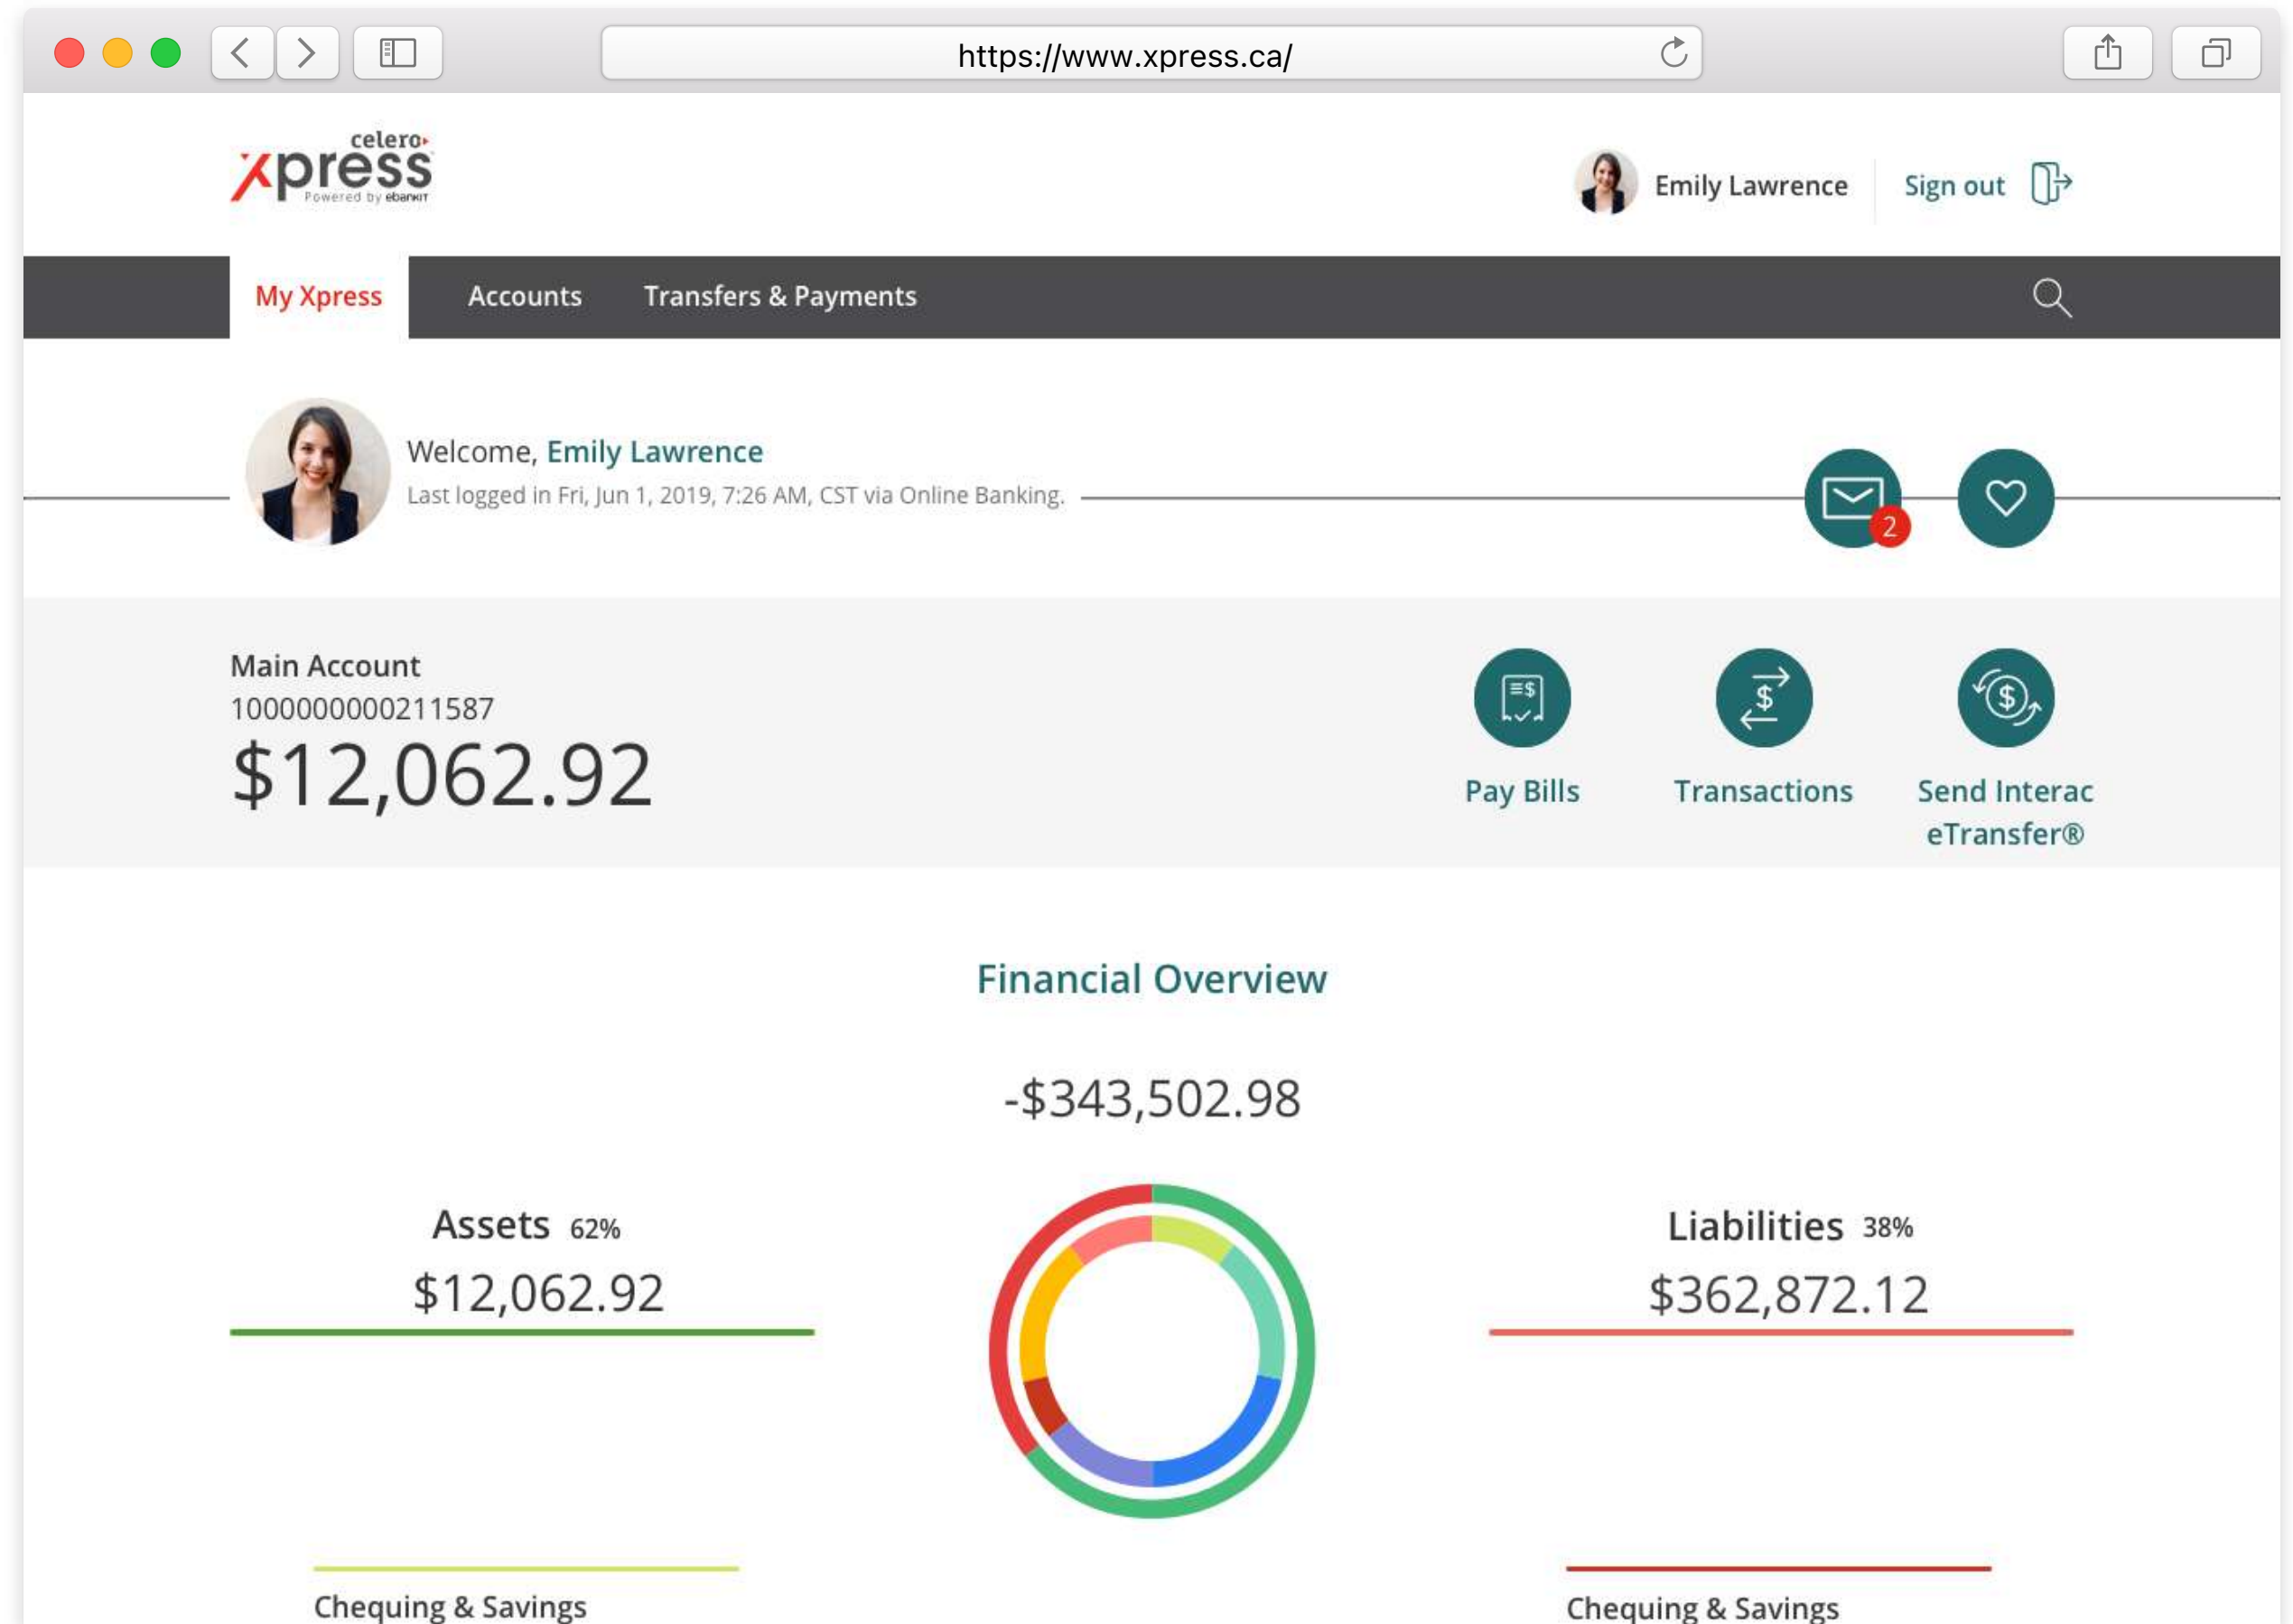 https://www.xpress.ca/
celero
xpress
Powered by ebankIT
Emily Lawrence
Sign out
My Xpress
Accounts
Transfers & Payments
Welcome, Emily Lawrence
Last logged in Fri, Jun 1, 2019, 7:26 AM, CST via Online Banking.
2
Main Account
1000000000211587
$12,062.92
Pay Bills
Transactions
Send Interac
eTransfer®
Financial Overview
-$343,502.98
Assets 62%
$12,062.92
Liabilities 38%
$362,872.12
Chequing & Savings
Chequing & Savings